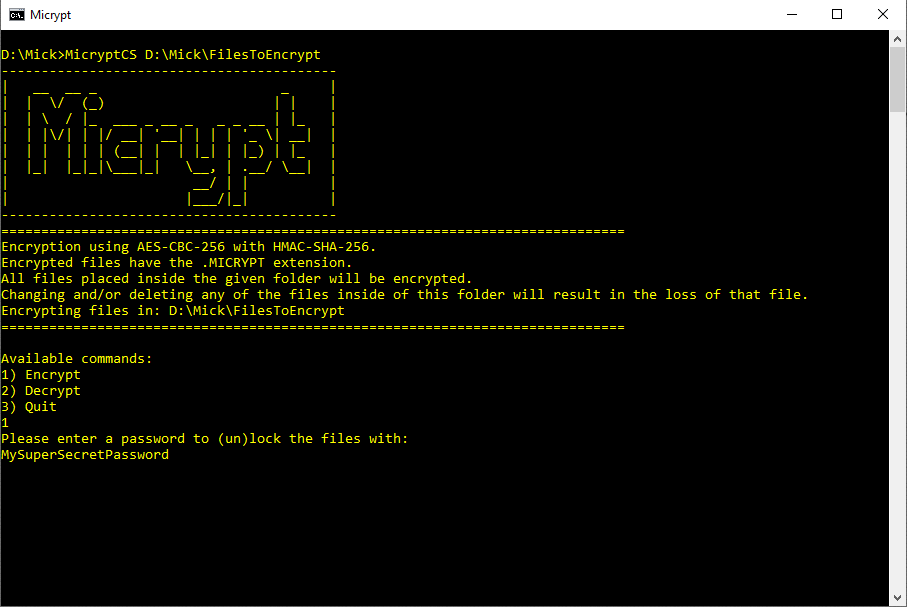 Micrypt
D:\Mick>MicryptCS D:\Mick\FilesToEncrypt
Micrypt
Encryption using AES-CBC-256 with HMAC-SHA-256.
Encrypted files have the .MICRYPT extension.
All files placed inside the given folder will be encrypted.
Changing and/or deleting any of the files inside of this folder will result in the loss of that file.
Encrypting files in: D:\Mick\FilesToEncrypt
Available commands:
1) Encrypt
2) Decrypt
3) Quit
1
Please enter a password to (un)lock the files with:
MySuperSecretPassword